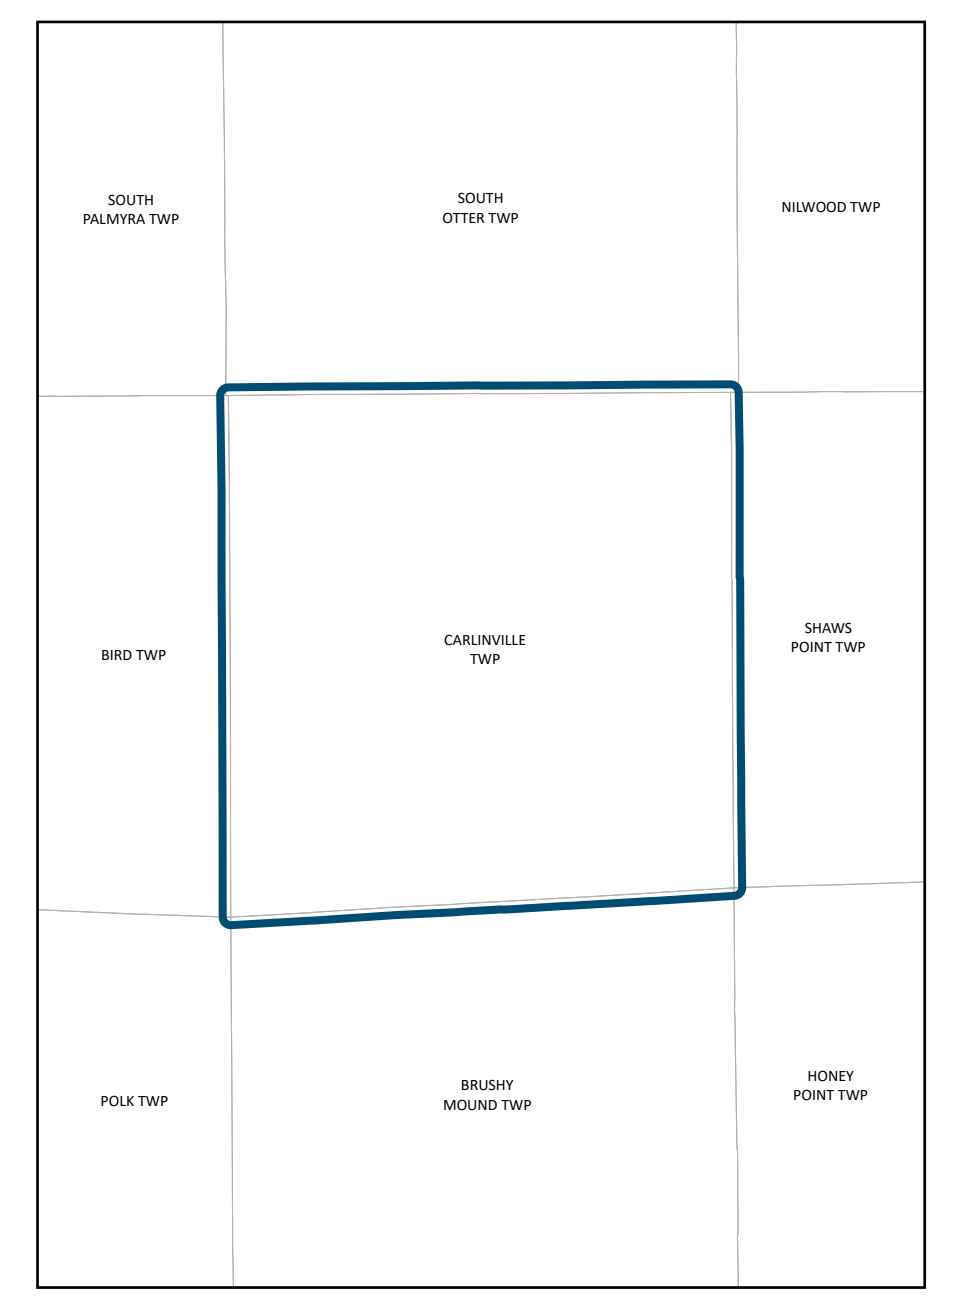 SOUTH
PALMYRA TWP
SOUTH
OTTER TWP
NILWOOD TWP
BIRD TWP
CARLINVILLE
TWP
SHAWS
POINT TWP
POLK TWP
BRUSHY
MOUND TWP
HONEY
POINT TWP